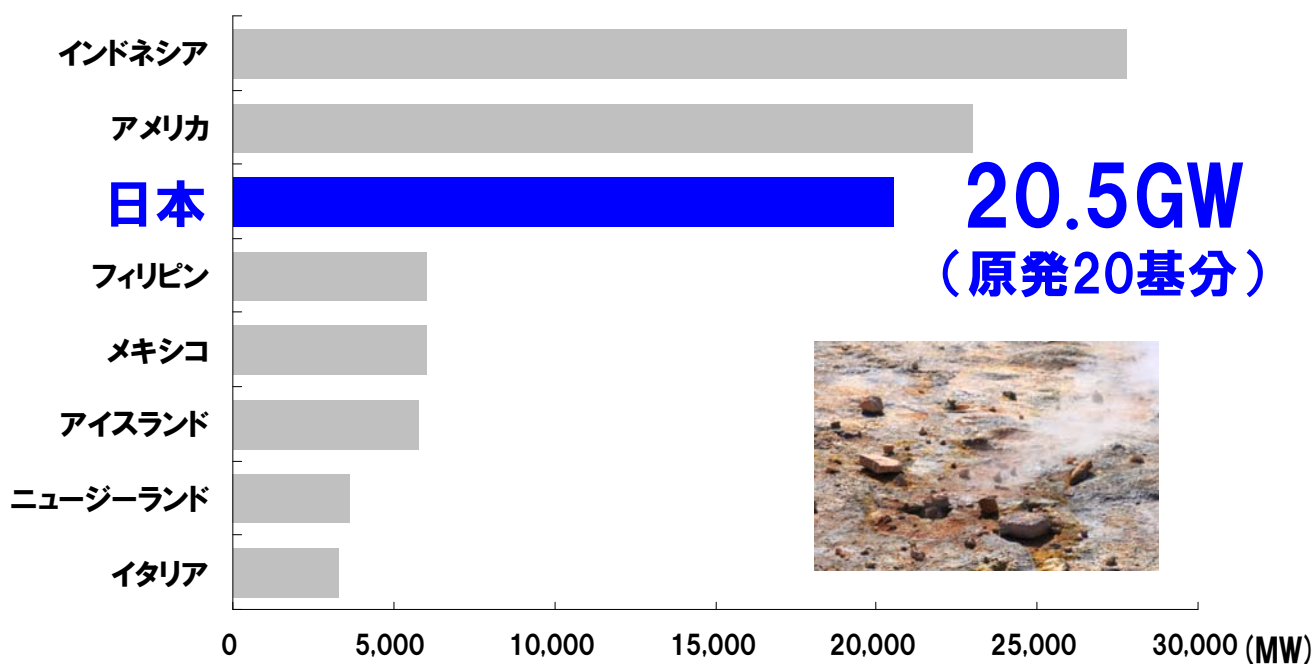 インドネシア
アメリカ
日本
20.5GW
(原発20基分)
フィリピン
メキシコ
アイスランド
ニュージーランド
イタリア
0 5,000 10,000 15,000 20,000 25,000 30,000 (MW)